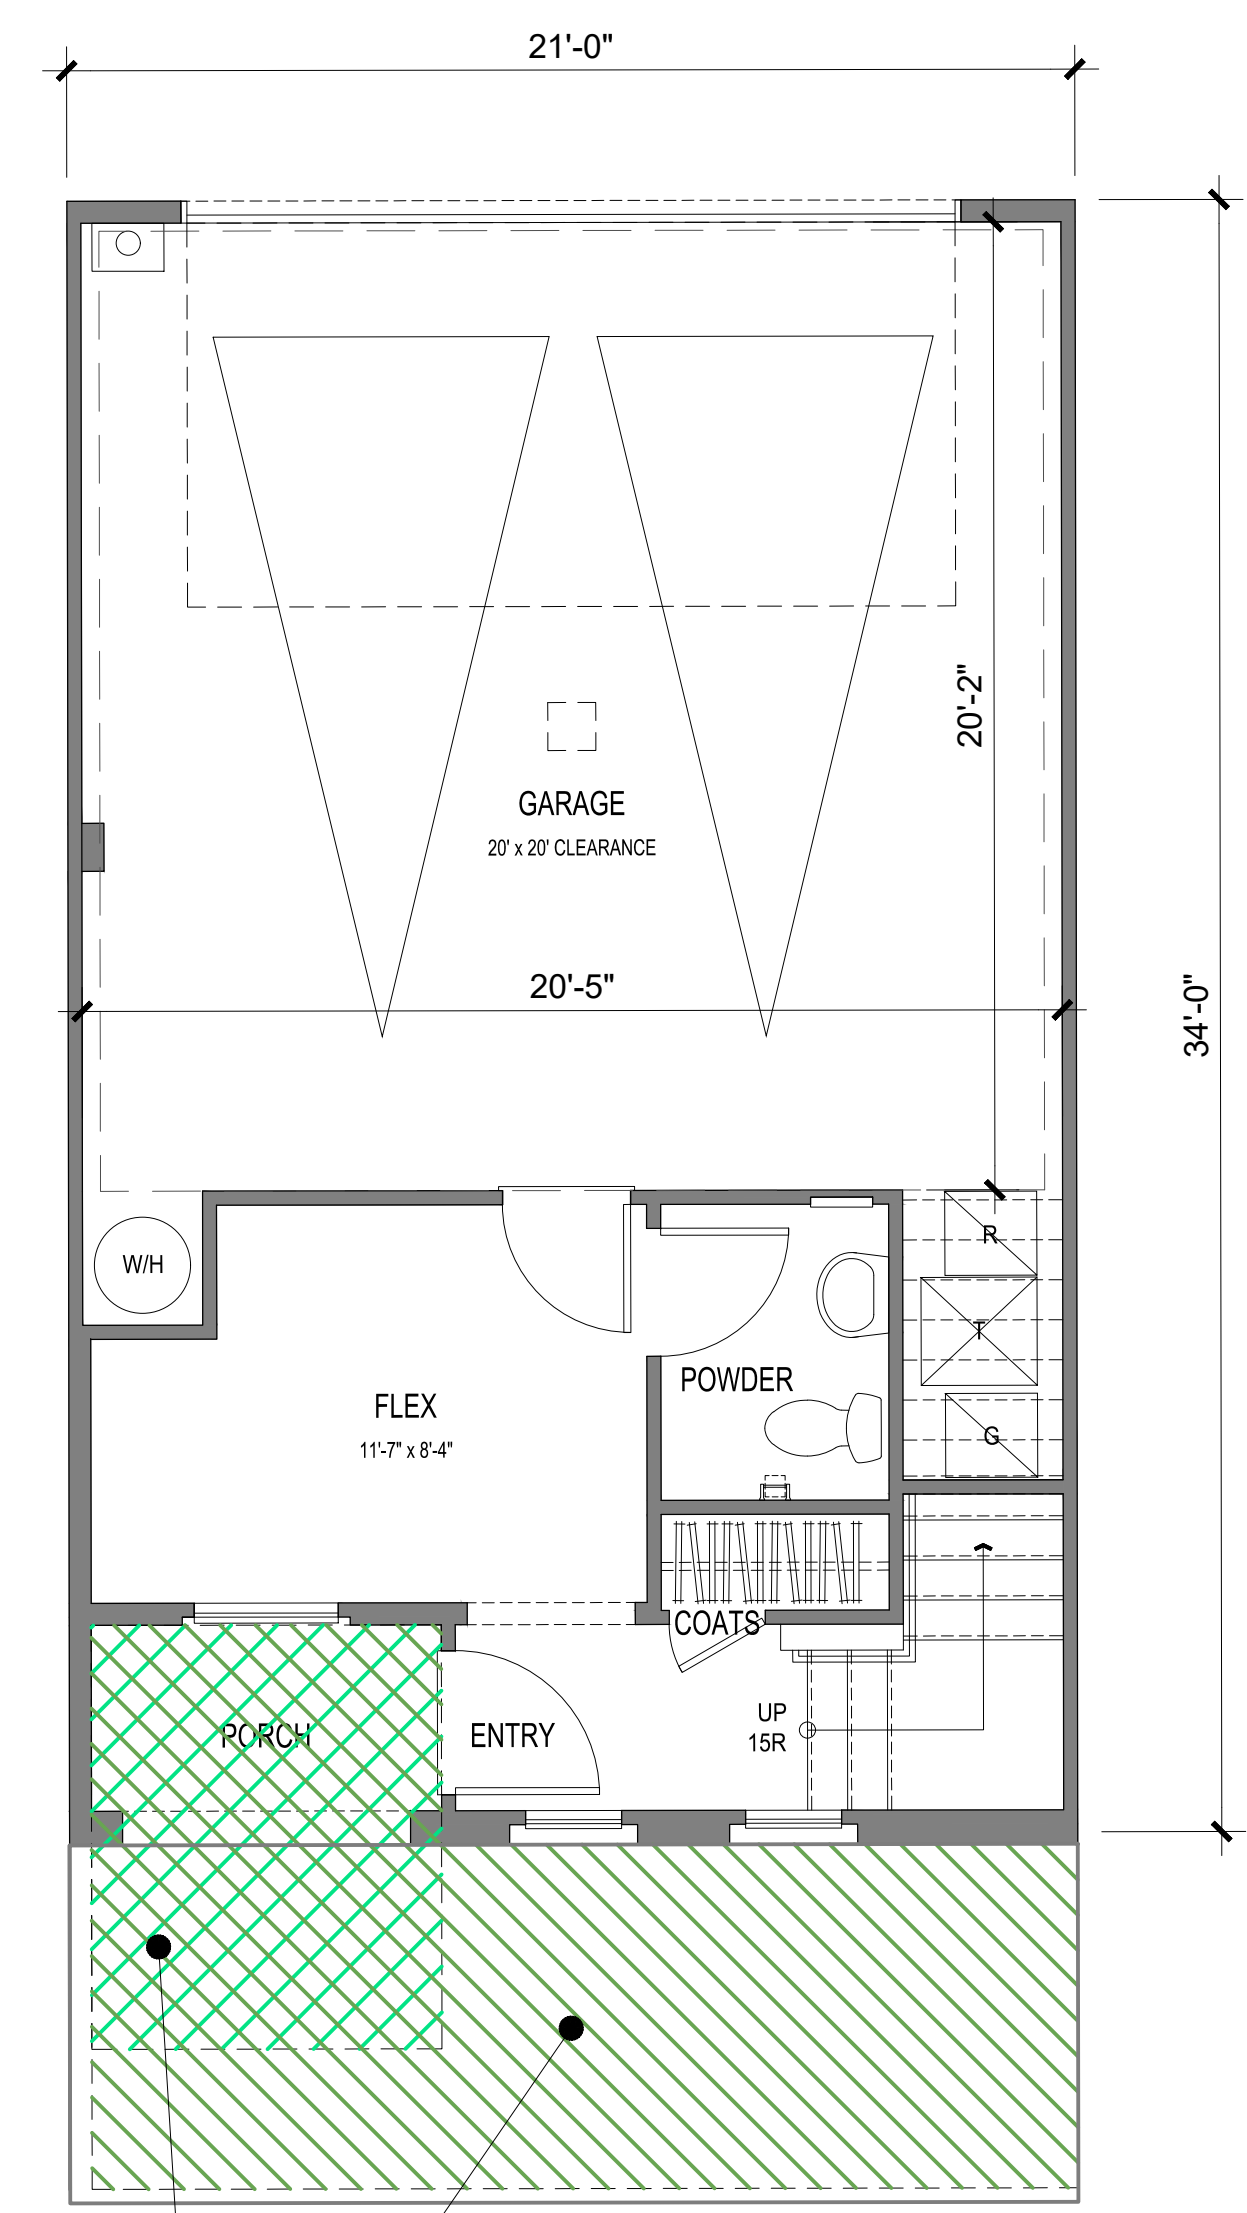 21'-0"
20'-2"
GARAGE
20' x 20' CLEARANCE
20'-5"
34'-0"
R
W/H
T
POWDER
FLEX
11'-7" x 8'-4"
G
COATS
UP
15R
PORCH
ENTRY